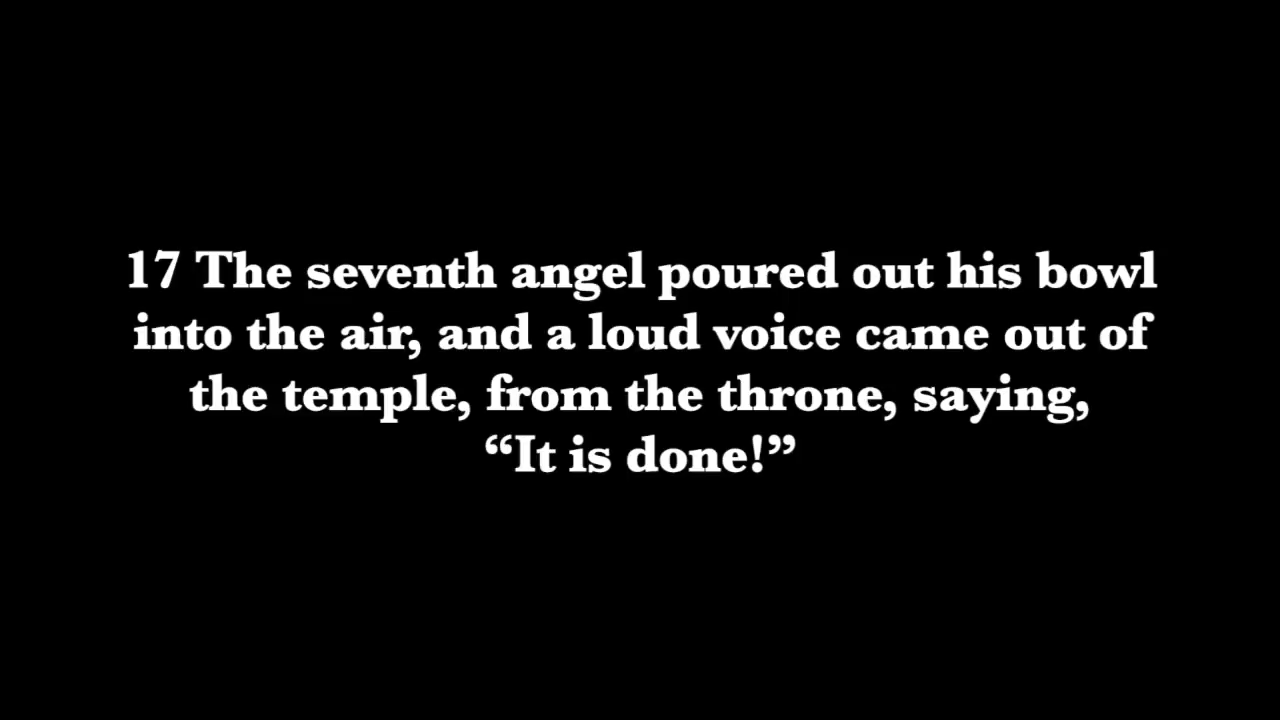 17 The seventh angel poured out his bowl
into the air, and a loud voice came out of
the temple, from the throne, saying,
“It is done!”